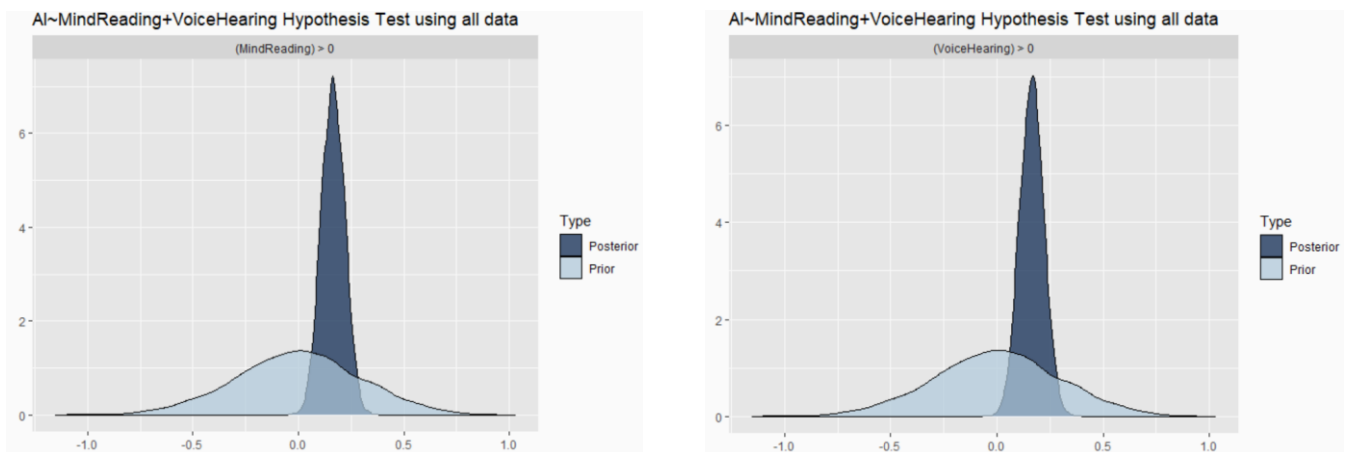 AI~MindReading+VoiceHearing Hypothesis Test using all data
(MindReading) > 0
6
4
2
0
-1.0 -0.5 0.0 0.5 1.0
Type
Posterior
Prior
AI~MindReading+VoiceHearing Hypothesis Test using all data
(VoiceHearing) > 0
6
4
2
0
-1.0 -0.5 0.0 0.5 1.0
Type
Posterior
Prior